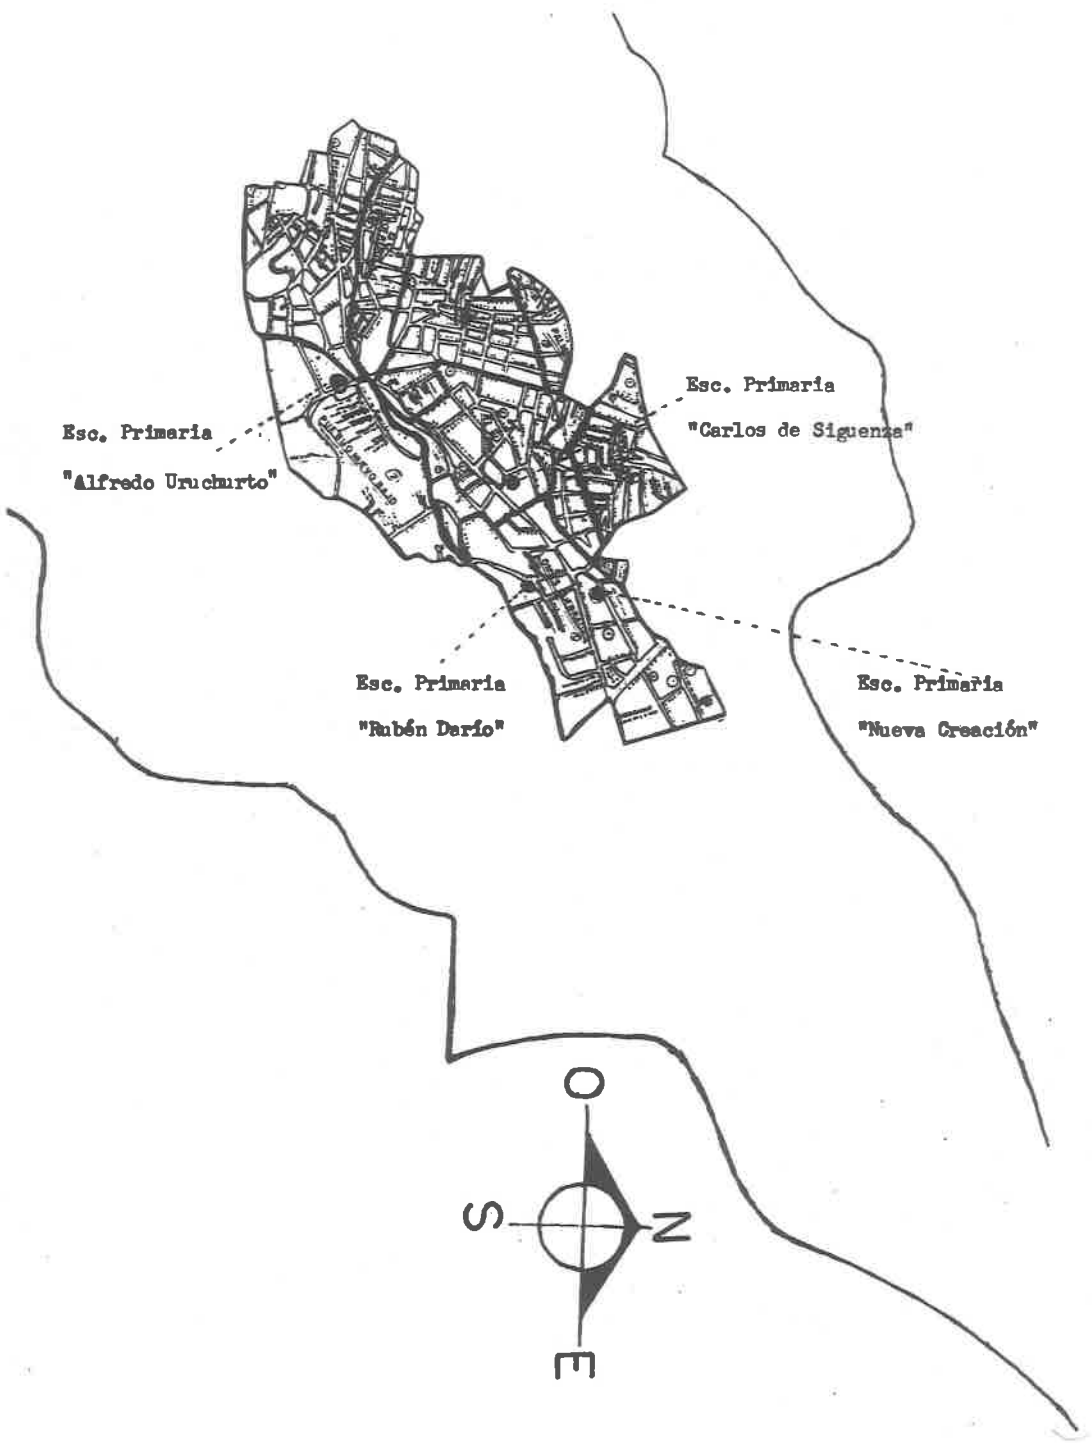 Esc. Primaria
"Carlos de Siguenza"
Esc. Primaria
"Alfredo Uruchurto"
Esc. Primaria
"Rubén Darío"
Esc. Primaria
"Nueva Creación"
O
S
N
E